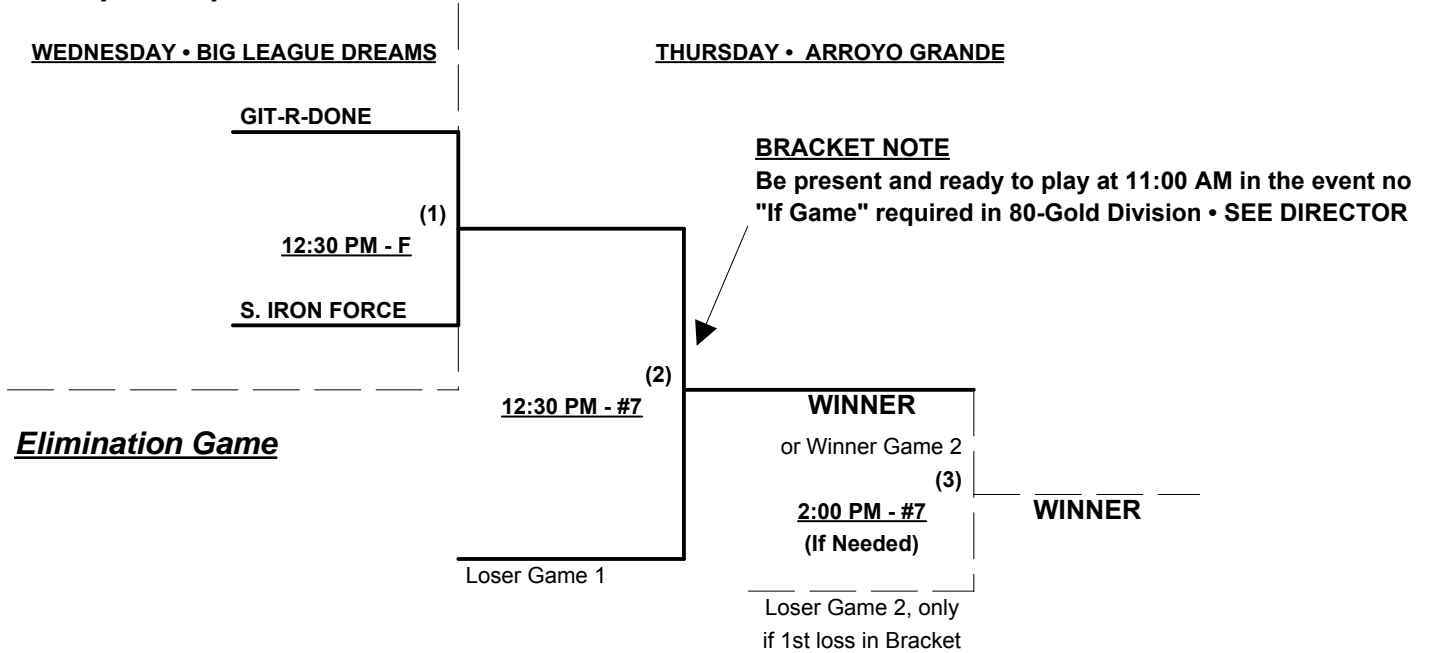 WEDNESDAY • BIG LEAGUE DREAMS
THURSDAY • ARROYO GRANDE
GIT-R-DONE
BRACKET NOTE
Be present and ready to play at 11:00 AM in the event no
"If Game" required in 80-Gold Division • SEE DIRECTOR
(1)
12:30 PM - F
S. IRON FORCE
(2)
12:30 PM - #7
WINNER
or Winner Game 2
Elimination Game
(3)
2:00 PM - #7
(If Needed)
WINNER
Loser Game 1
Loser Game 2, only
if 1st loss in Bracket